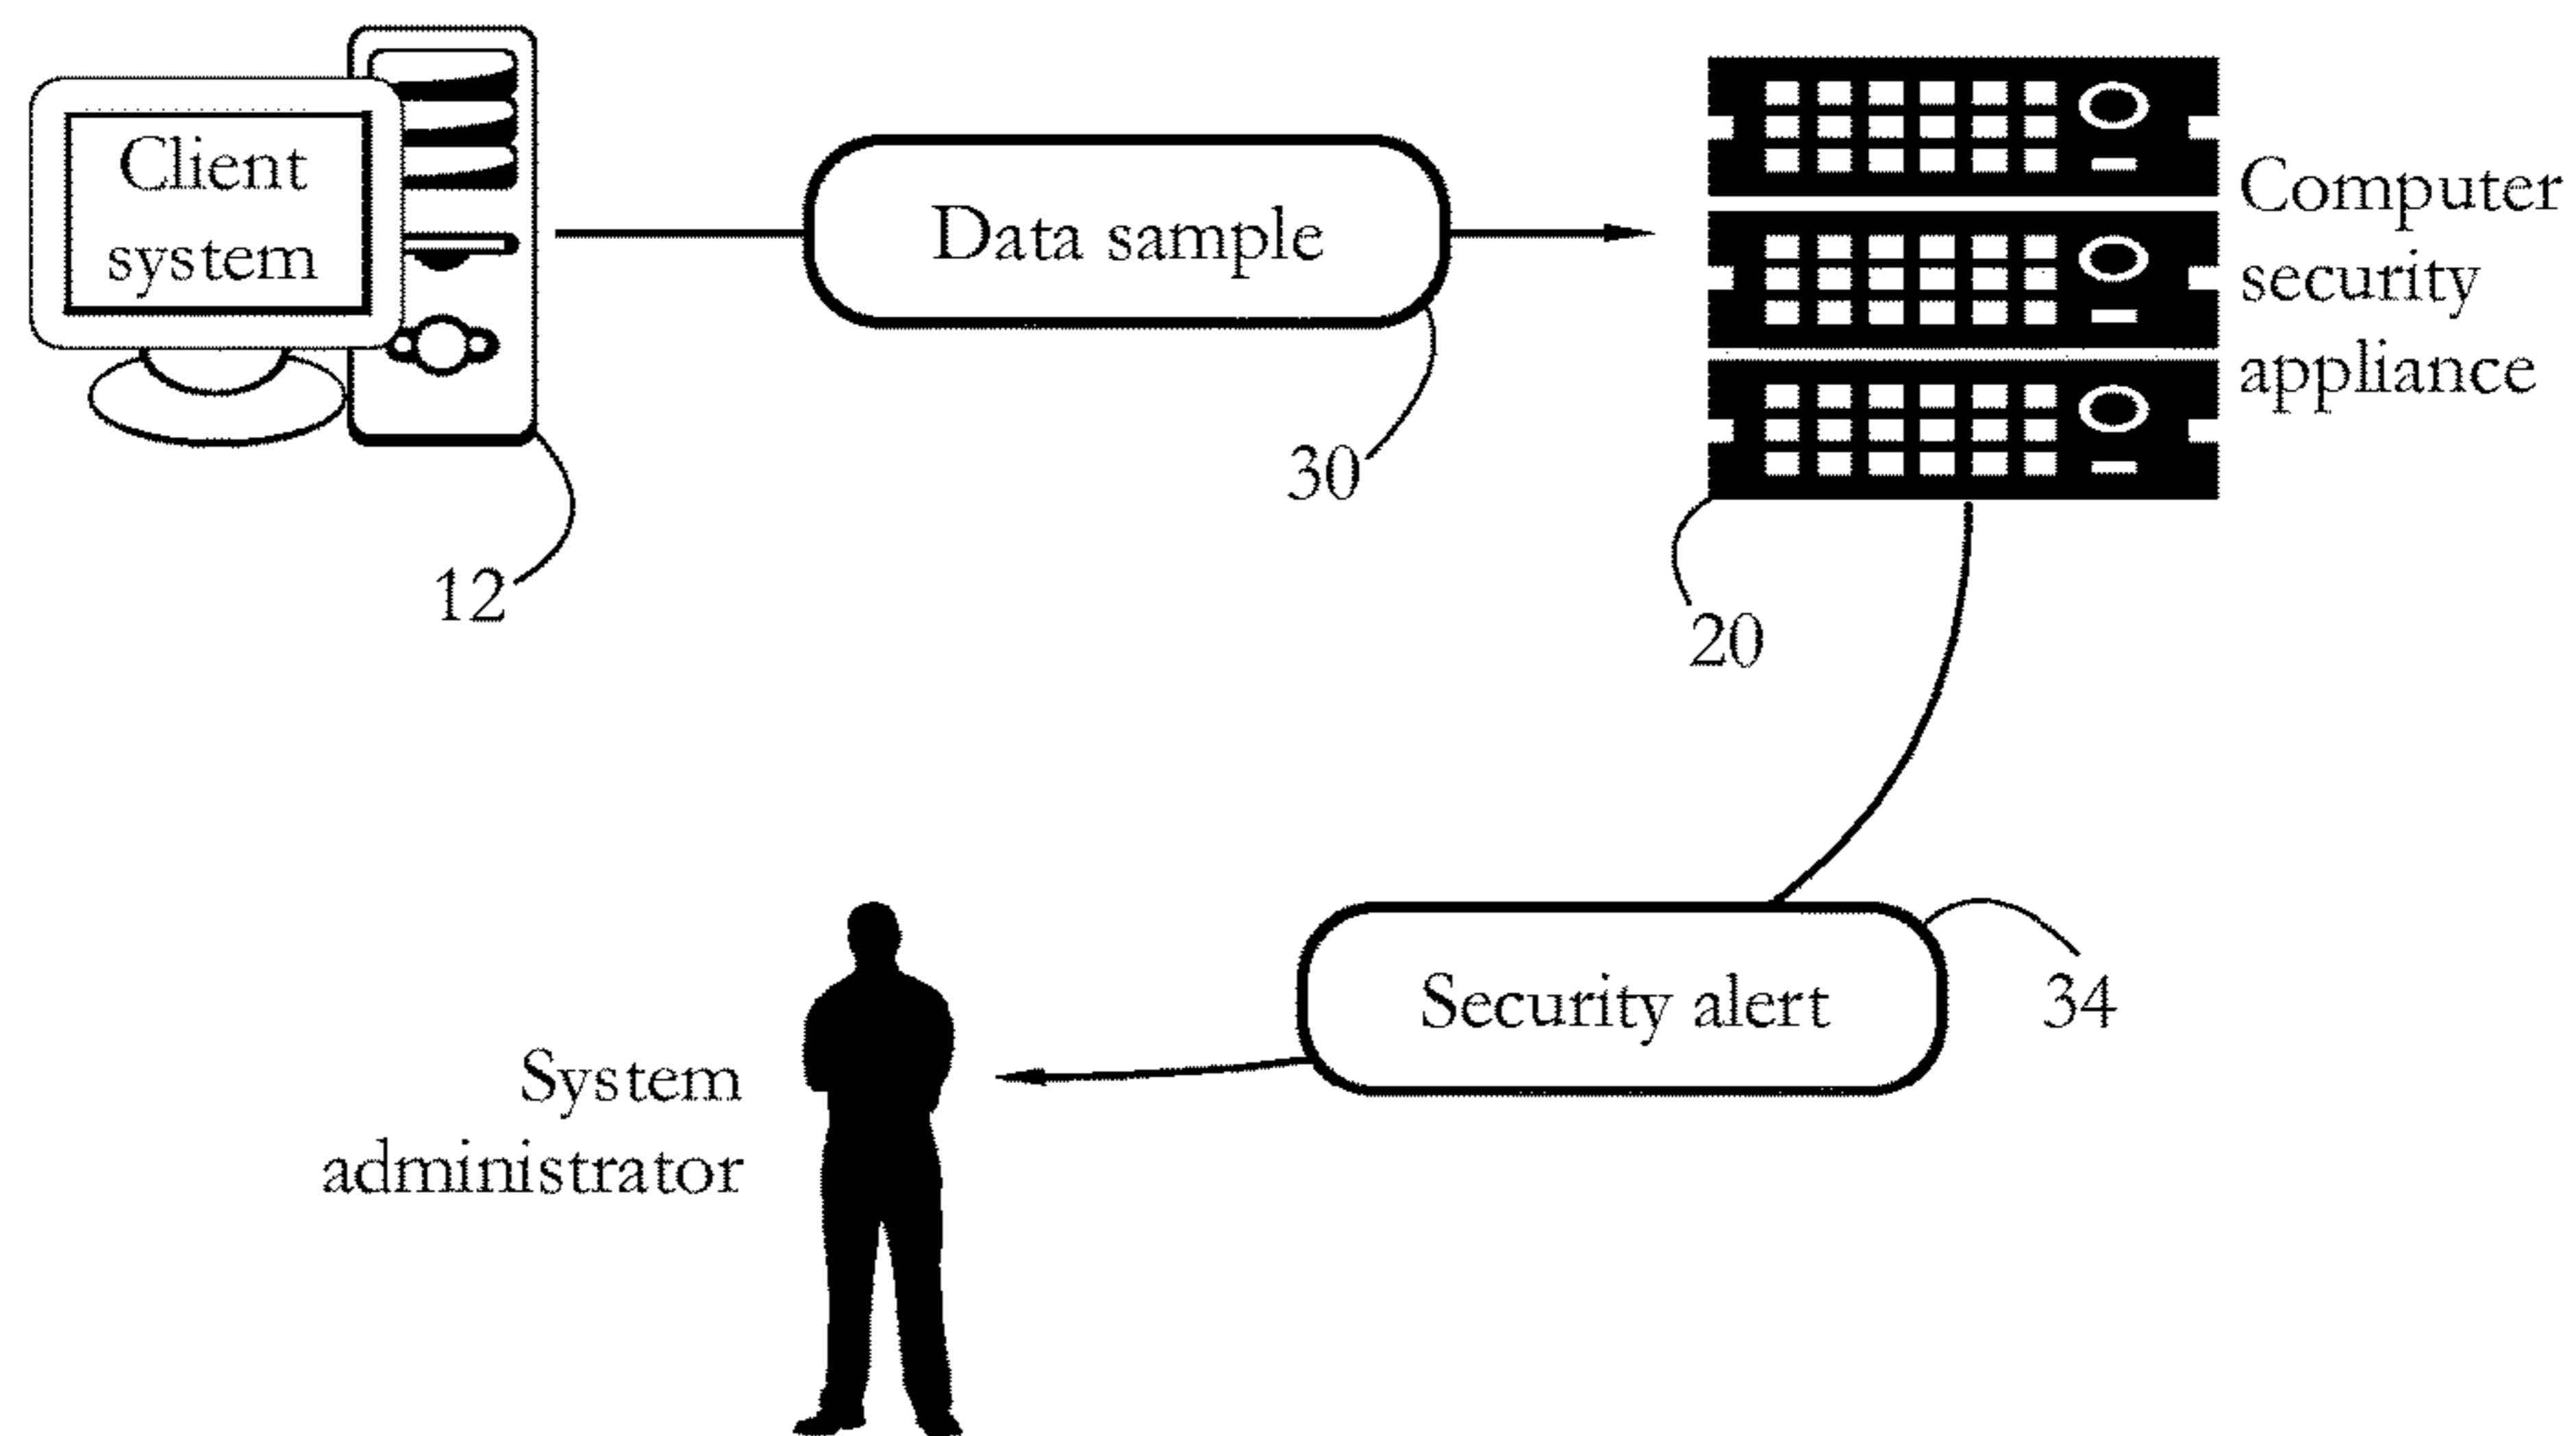 Client
system
Data sample
Computer
security
appliance
30
12
20
Security alert
34
System
administrator